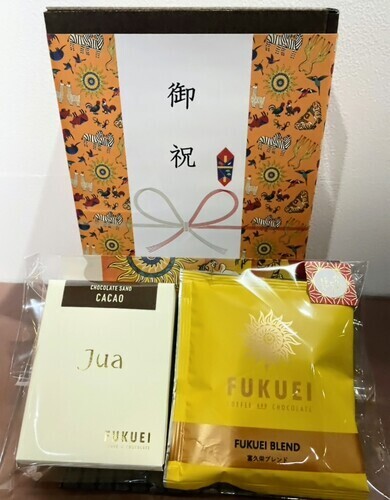 御
祝
CHOCOLATE SAND
CACAO
Jua
FUKUEI
FUKUEI
COFFEE AND CHOCOLATE
FUKUEI BLEND
富久栄ブレンド